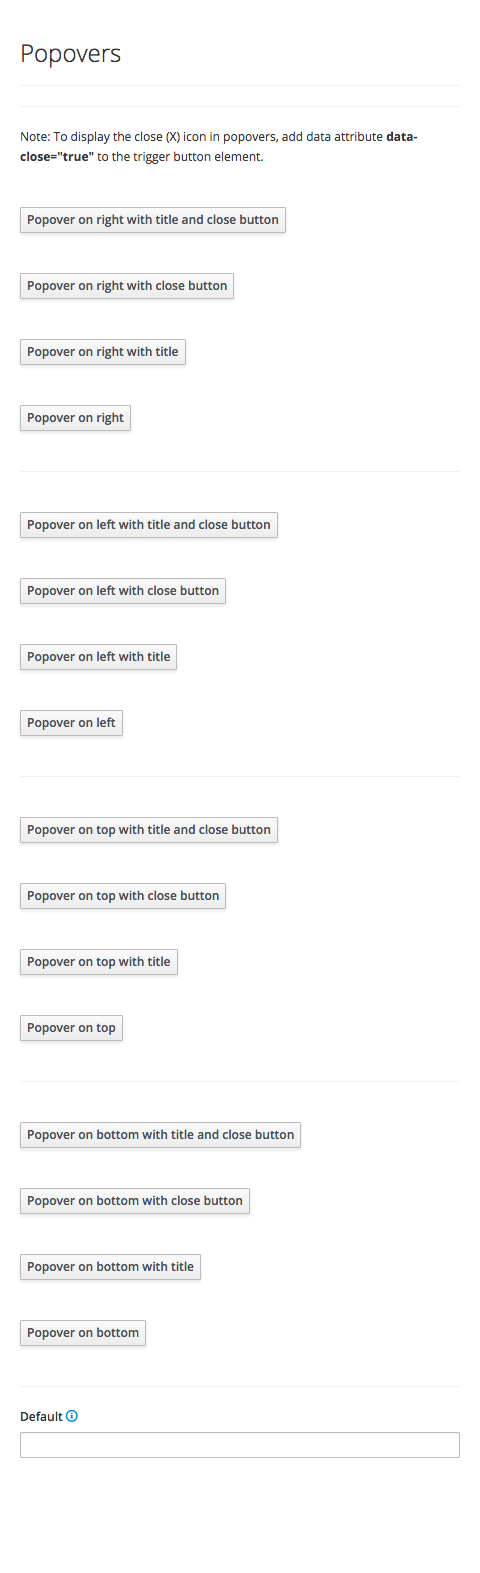 Popovers
Note: To display the close (X) icon in popovers, add data attribute data-
close="true" to the trigger button element.
Popover on right with title and close button
Popover on right with close button
Popover on right with title
Popover on right
Popover on left with title and close button
Popover on left with close button
Popover on left with title
Popover on left
Popover on top with title and close button
Popover on top with close button
Popover on top with title
Popover on top
Popover on bottom with title and close button
Popover on bottom with close button
Popover on bottom with title
Popover on bottom
Default